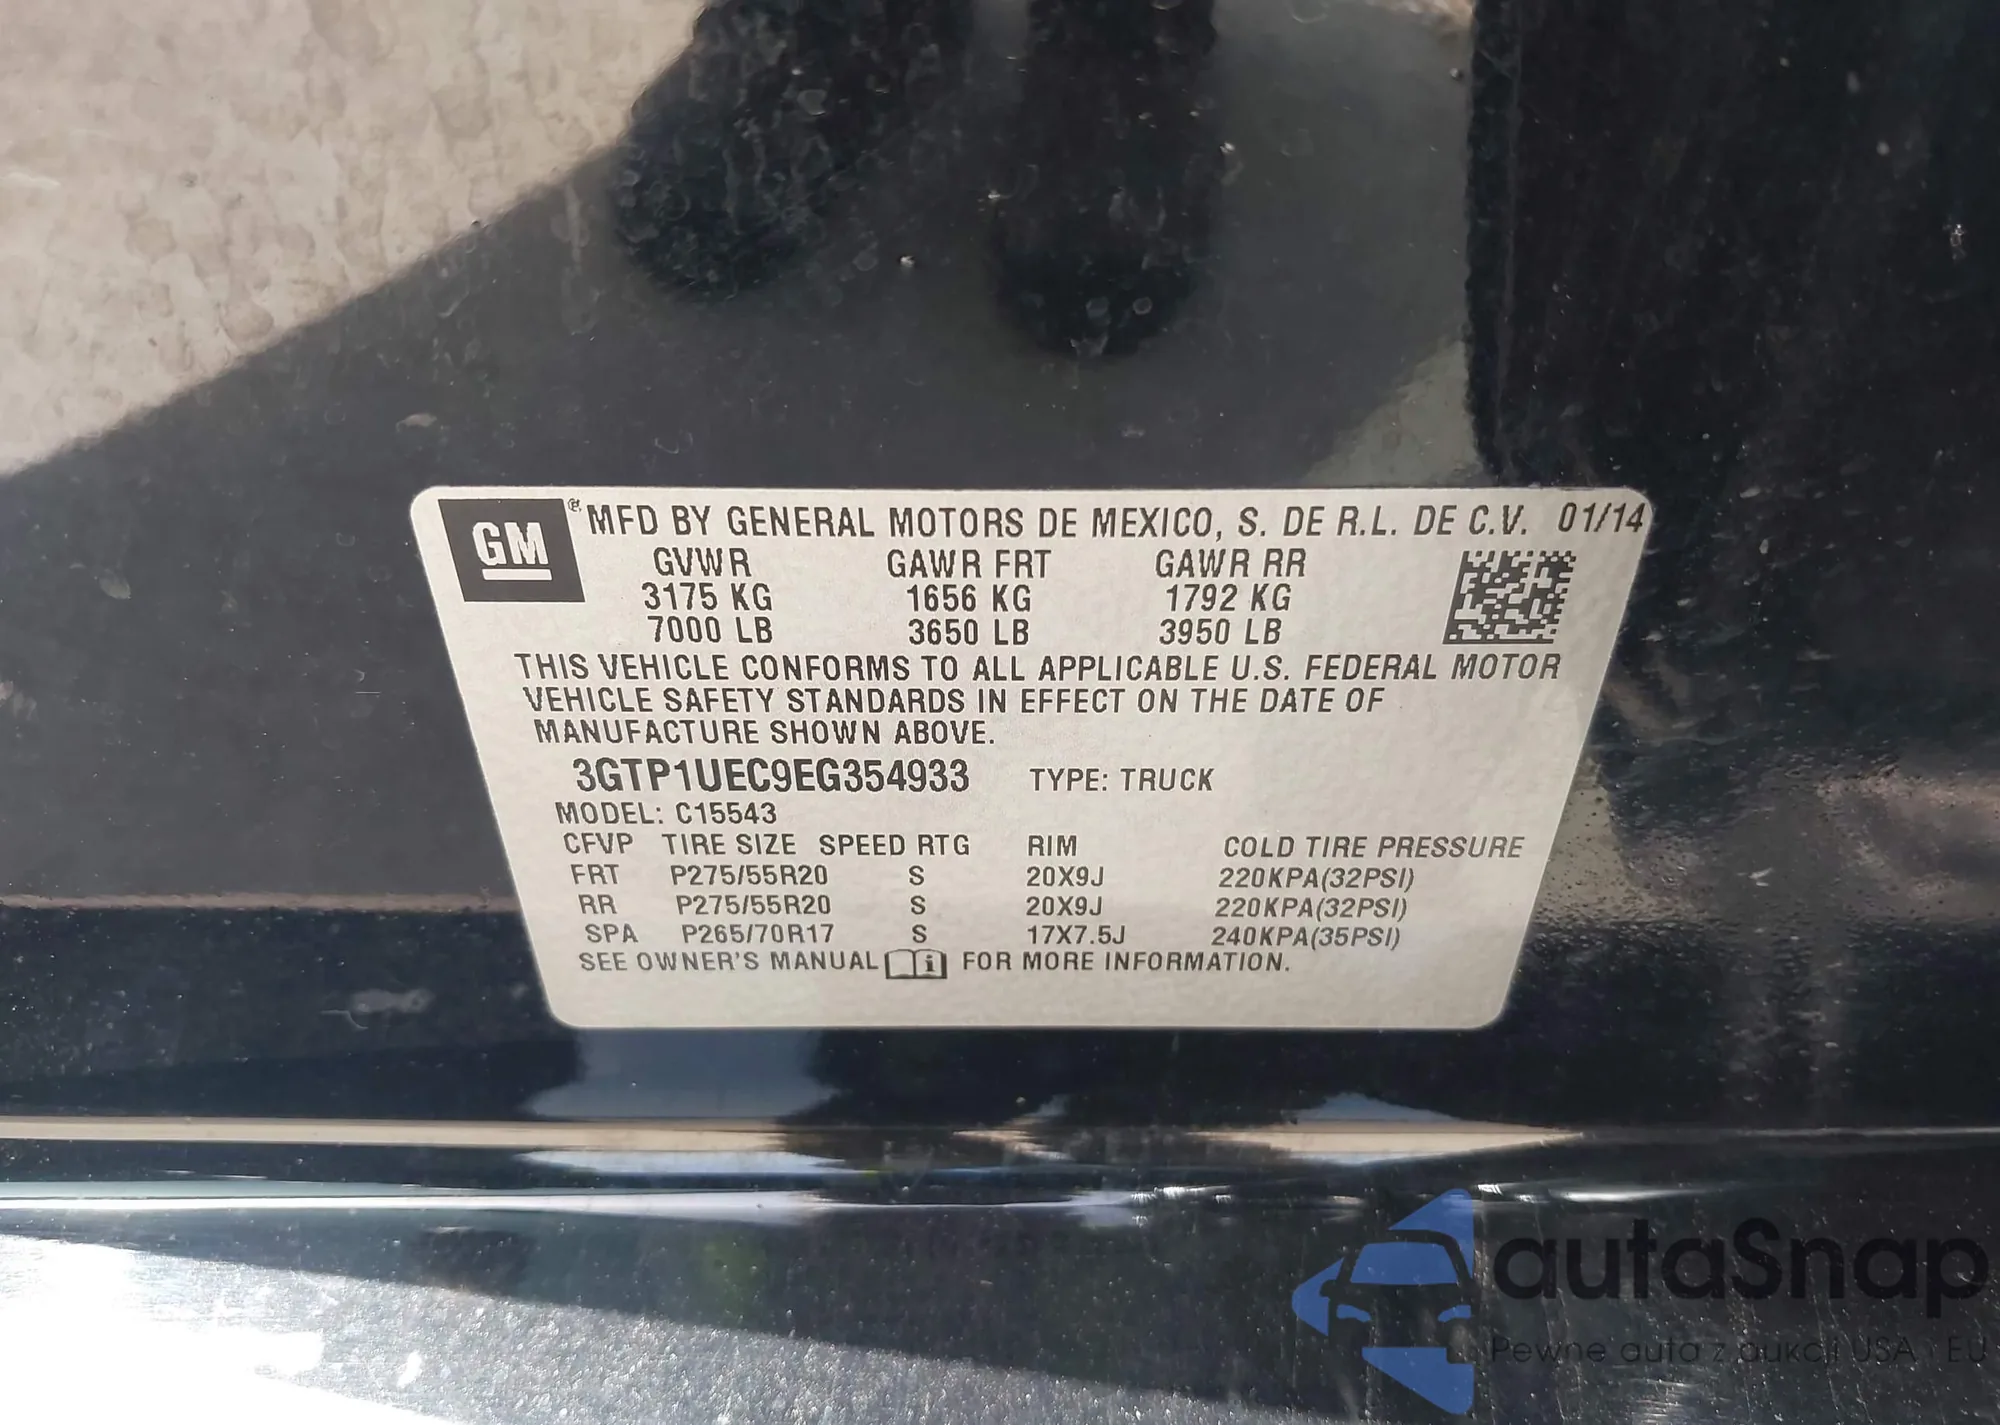 GM ® MFD BY GENERAL MOTORS DE MEXICO, S. DE R.L. DE C.V. 01/14
GVWR GAWR FRT GAWR RR
3175 KG 1656 KG 1792 KG
7000 LB 3650 LB 3950 LB
THIS VEHICLE CONFORMS TO ALL APPLICABLE U.S. FEDERAL MOTOR
VEHICLE SAFETY STANDARDS IN EFFECT ON THE DATE OF
MANUFACTURE SHOWN ABOVE.
3GTP1UEC9EG354933 TYPE: TRUCK
MODEL: C15543
CFVP TIRE SIZE SPEED RTG RIM COLD TIRE PRESSURE
FRT P275/55R20 S 20X9J 220KPA(32PSI)
RR P275/55R20 S 20X9J 220KPA(32PSI)
SPA P265/70R17 S 17X7.5J 240KPA(35PSI)
SEE OWNER'S MANUAL FOR MORE INFORMATION.
autaSnap
Pewne auta z aukcji USA i EU